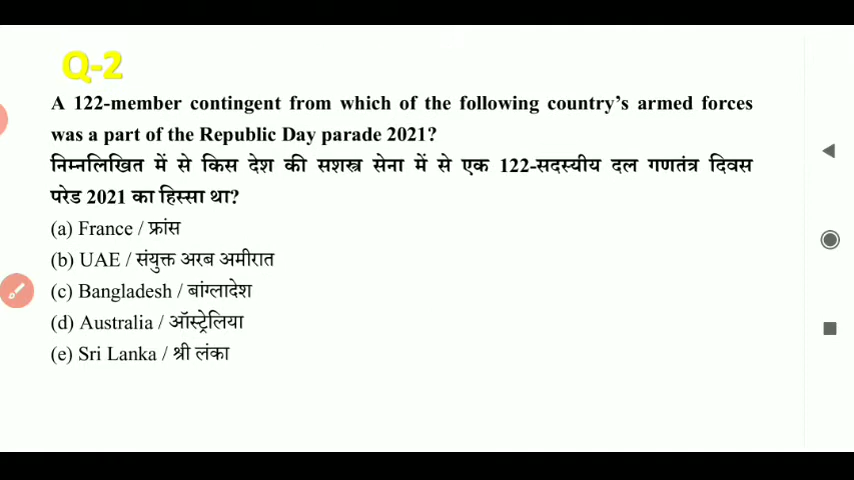 Q-2
A 122-member contingent from which of the following country's armed forces
was a part of the Republic Day parade 2021?
निम्नलिखित में से किस देश की सशस्त्र सेना में से एक 122-सदस्यीय दल गणतंत्र दिवस
परेड 2021 का हिस्सा था?
(a) France / फ्रांस
(b) UAE / संयुक्त अरब अमीरात
(c) Bangladesh / बांग्लादेश
(d) Australia / ऑस्ट्रेलिया
(e) Sri Lanka / श्री लंका